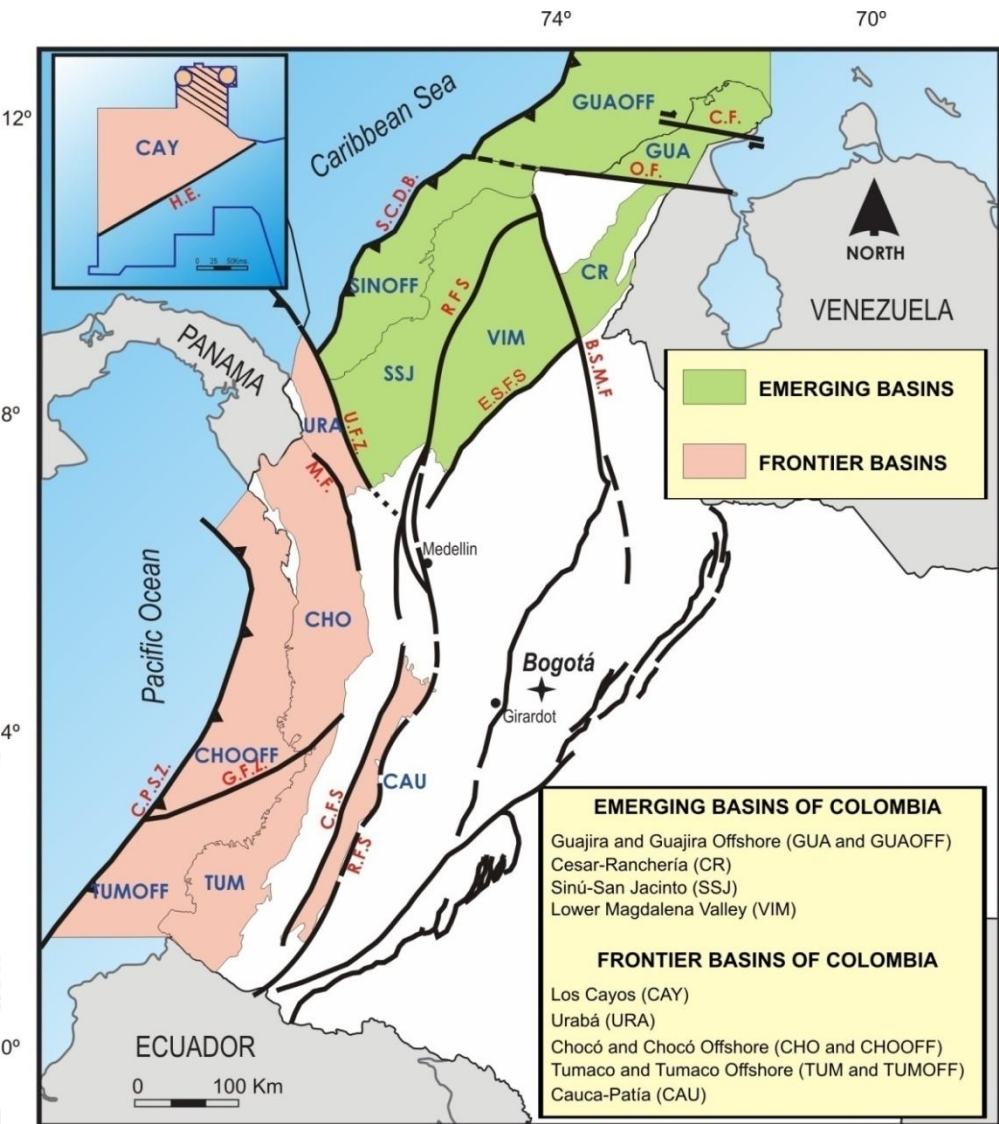 74º
70º
12º
8º
4º
0º
CAY
H.E.
0 25 50Kms.
Caribbean Sea
GUAOFF
C.F.
GUA
O.F.
S.C.D.B.
NORTH
CR
SINOFF
R F S
VENEZUELA
VIM
PANAMA
SSJ
B.S.M.F
E.S.F.S
EMERGING BASINS
FRONTIER BASINS
URA
U.F.Z.
M.F.
Medellin
Pacific Ocean
CHO
Bogotá
Girardot
CHOOFF
G.F.Z.
C.P.S.Z.
CAU
C.F.S
R.F.S
TUMOFF
TUM
EMERGING BASINS OF COLOMBIA
Guajira and Guajira Offshore (GUA and GUAOFF)
Cesar-Ranchería (CR)
Sinú-San Jacinto (SSJ)
Lower Magdalena Valley (VIM)
FRONTIER BASINS OF COLOMBIA
Los Cayos (CAY)
Urabá (URA)
Chocó and Chocó Offshore (CHO and CHOOFF)
Tumaco and Tumaco Offshore (TUM and TUMOFF)
Cauca-Patía (CAU)
ECUADOR
0 100 Km